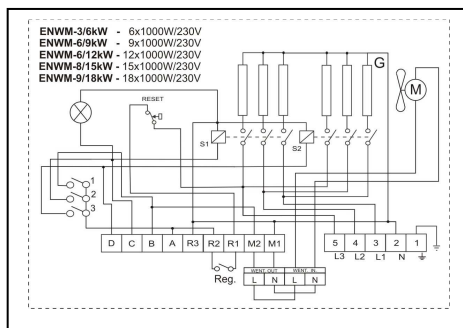 ENWM-3/6kW - 6x1000W/230V
ENWM-6/9kW - 9x1000W/230V
ENWM-6/12kW - 12x1000W/230V
ENWM-8/15kW - 15x1000W/230V
ENWM-9/18kW - 18x1000W/230V
G
M
RESET
S1
S2
1
2
3
D C B A R3 R2 R1 M2 M1
5 4 3 2 1
L3 L2 L1 N
Reg.
WENT OUT WENT IN.
L N L N